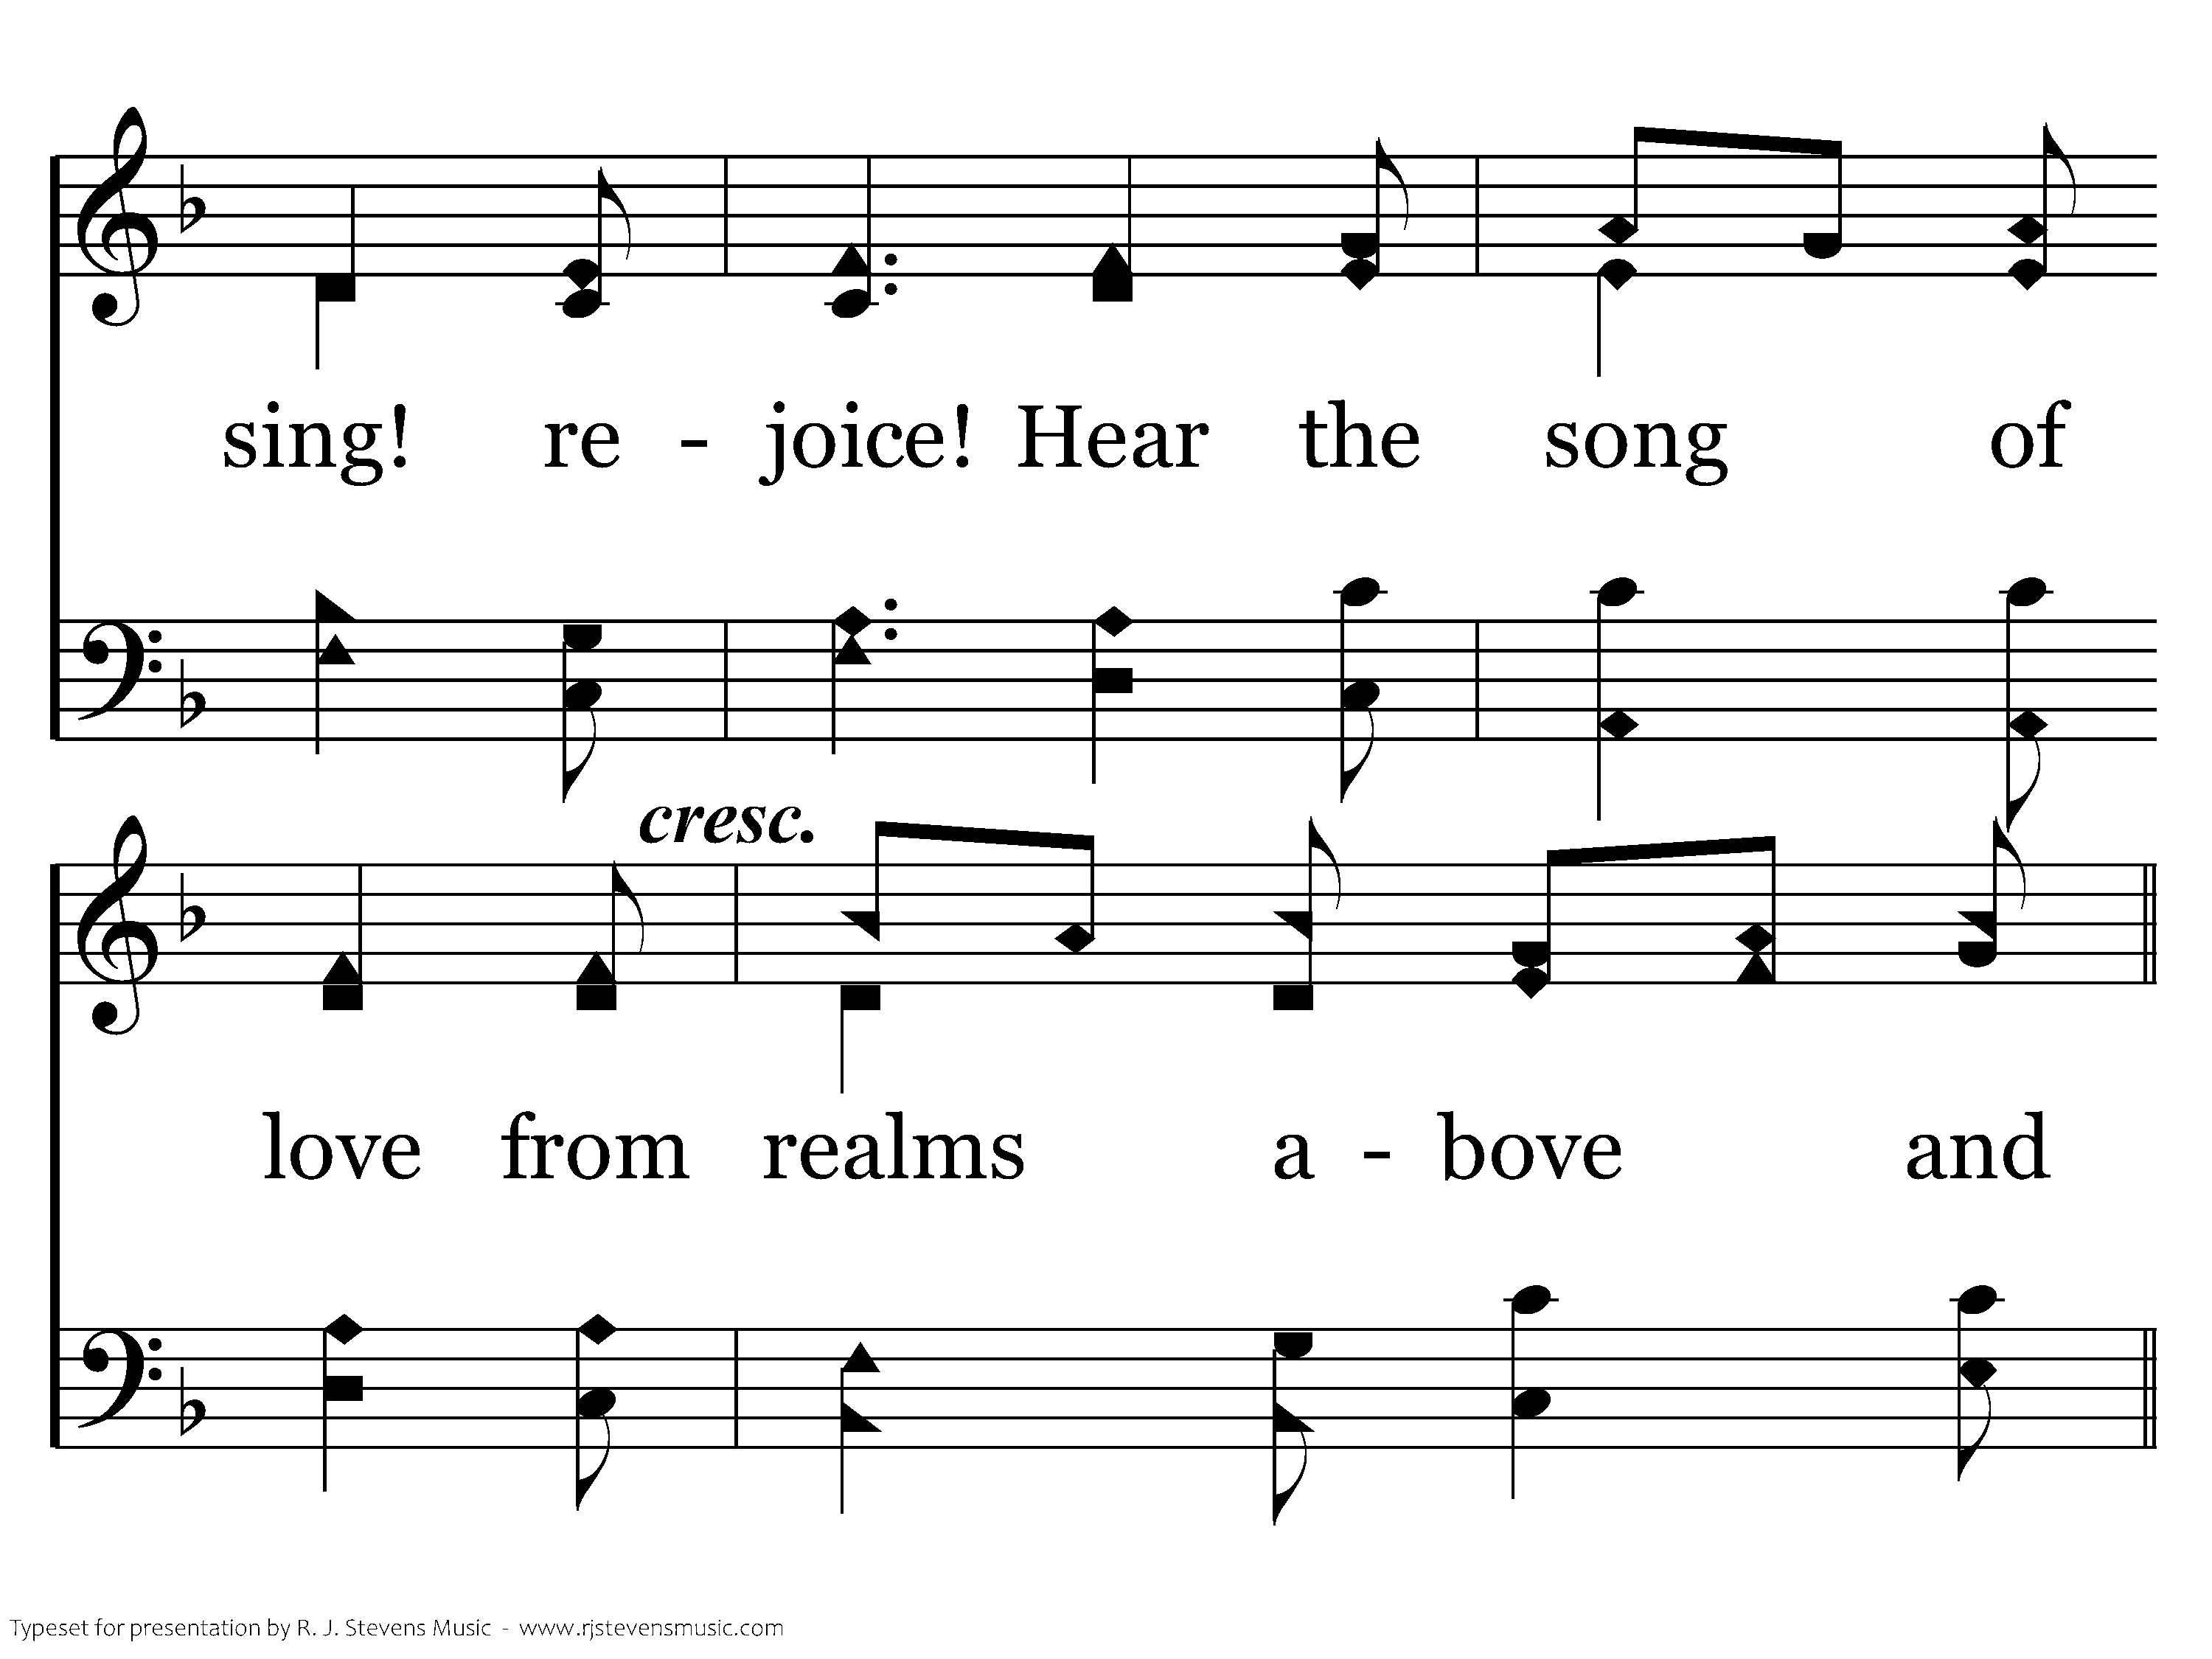 sing! re - joice! Hear the song of
cresc.
love from realms a - bove and
Typeset for presentation by R. J. Stevens Music - www.rjstevensmusic.com